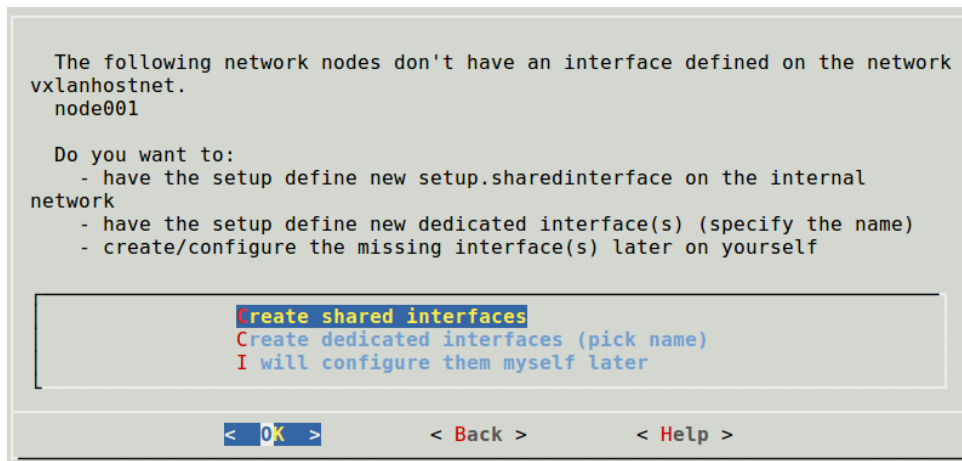 The following network nodes don't have an interface defined on the network
vxlanhostnet.
node001
Do you want to:
- have the setup define new setup.sharedinterface on the internal
network
- have the setup define new dedicated interface(s) (specify the name)
- create/configure the missing interface(s) later on yourself
Create shared interfaces
Create dedicated interfaces (pick name)
I will configure them myself later
< OK > < Back > < Help >